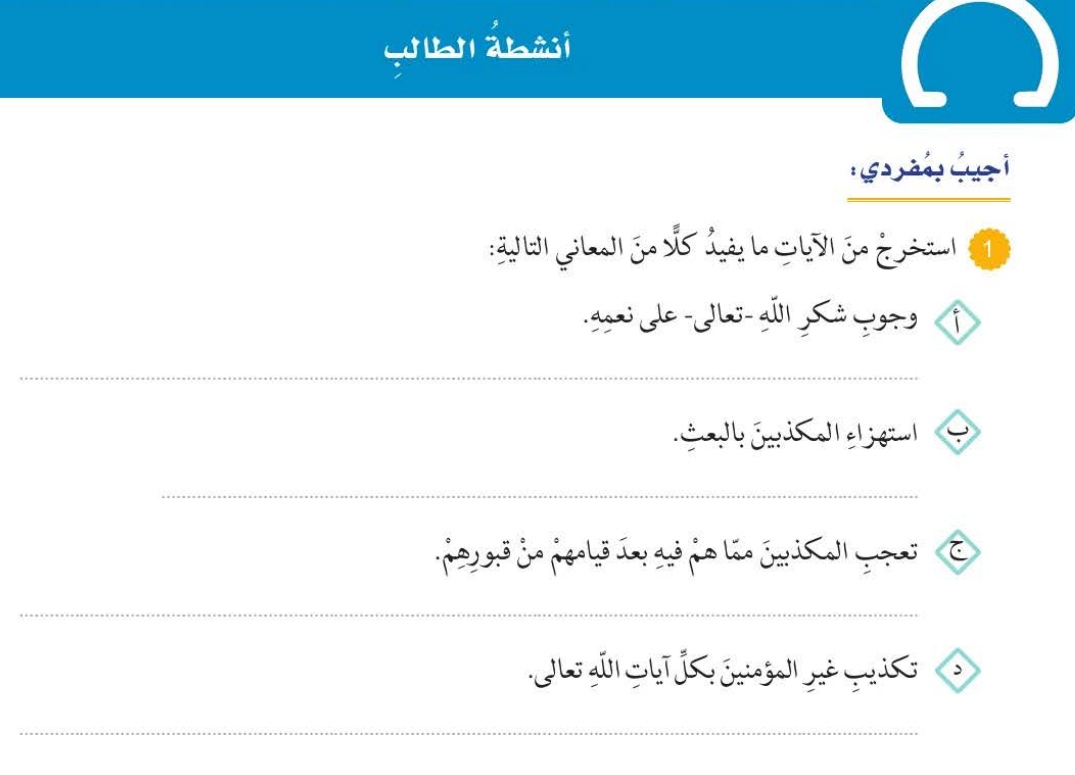 أنشطةُ الطالبِ
أجيبُ بمُفردي:
1 استخرجْ منَ الآياتِ ما يفيدُ كلًّا منَ المعاني التاليةِ:
أ وجوبِ شكرِ اللّهِ -تعالى- على نعمِهِ.
ب استهزاءِ المكذبينَ بالبعثِ.
ج تعجبِ المكذبينَ ممّا همْ فيهِ بعدَ قيامهمْ منْ قبورِهِمْ.
د تكذيبِ غيرِ المؤمنينَ بكلِّ آياتِ اللّهِ تعالى.